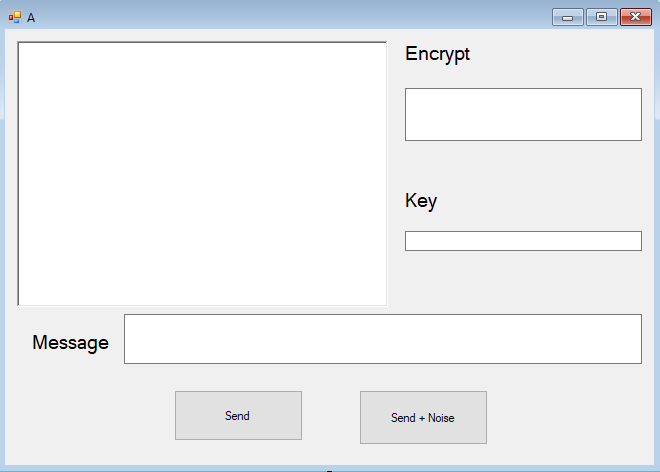 A
Encrypt
Key
Message
Send
Send + Noise